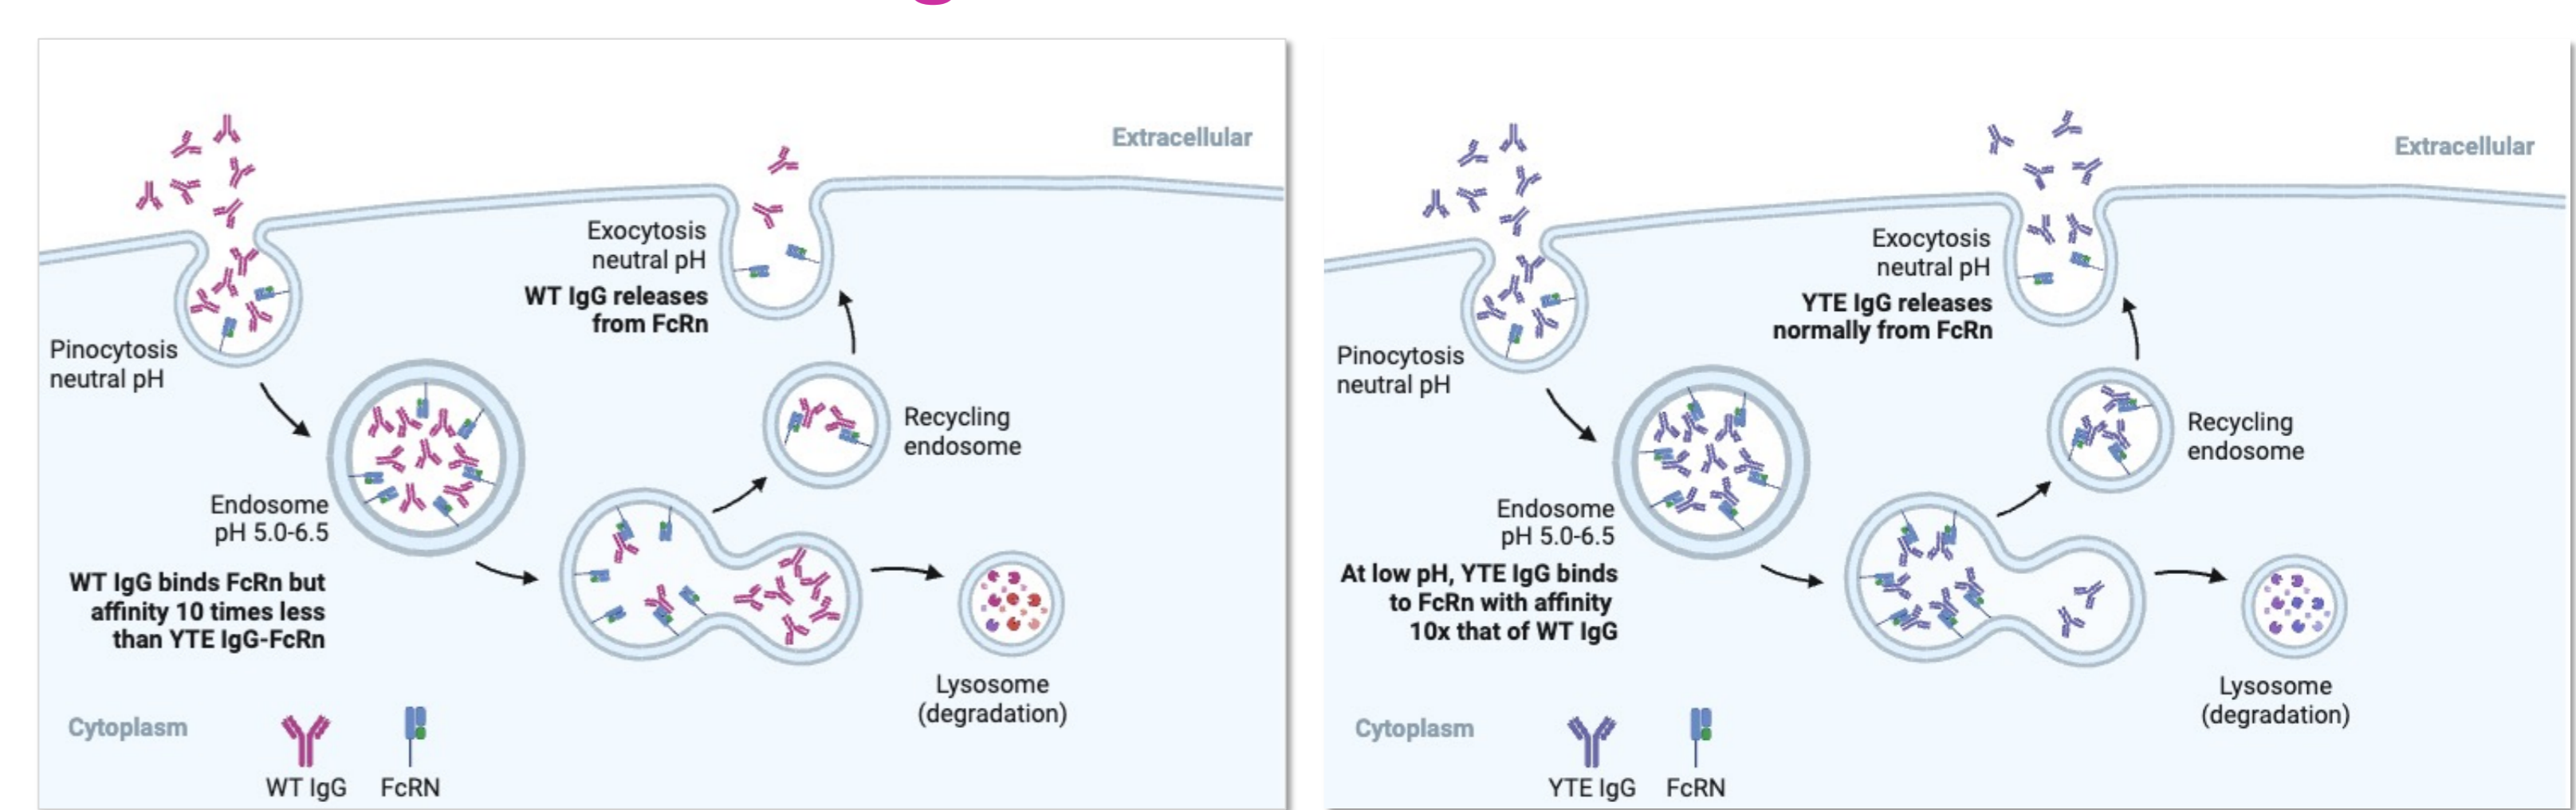 Extracellular
Exocytosis
neutral pH
WT IgG releases
from FcRn
Pinocytosis
neutral pH
Recycling
endosome
Endosome
pH 5.0-6.5
WT IgG binds FcRn but
affinity 10 times less
than YTE IgG-FcRn
Lysosome
(degradation)
Cytoplasm
WT IgG
FcRN
Extracellular
Exocytosis
neutral pH
YTE IgG releases
normally from FcRn
Pinocytosis
neutral pH
Recycling
endosome
Endosome
pH 5.0-6.5
At low pH, YTE IgG binds
to FcRn with affinity
10x that of WT IgG
Lysosome
(degradation)
Cytoplasm
YTE IgG
FcRN